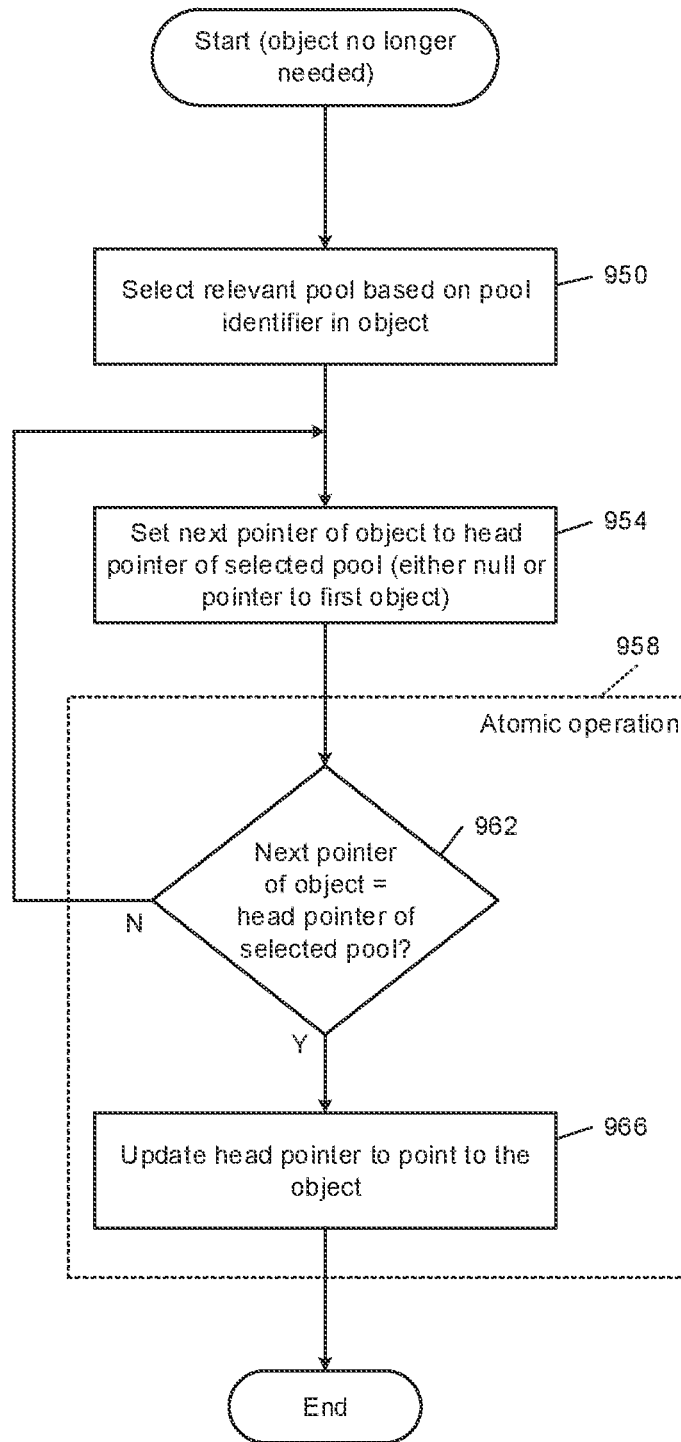 Start (object no longer
needed)
Select relevant pool based on pool
identifier in object
950
Set next pointer of object to head
pointer of selected pool (either null or
pointer to first object)
954
958
Atomic operation
Next pointer
of object =
head pointer of
selected pool?
962
N
Y
Update head pointer to point to the
object
966
End